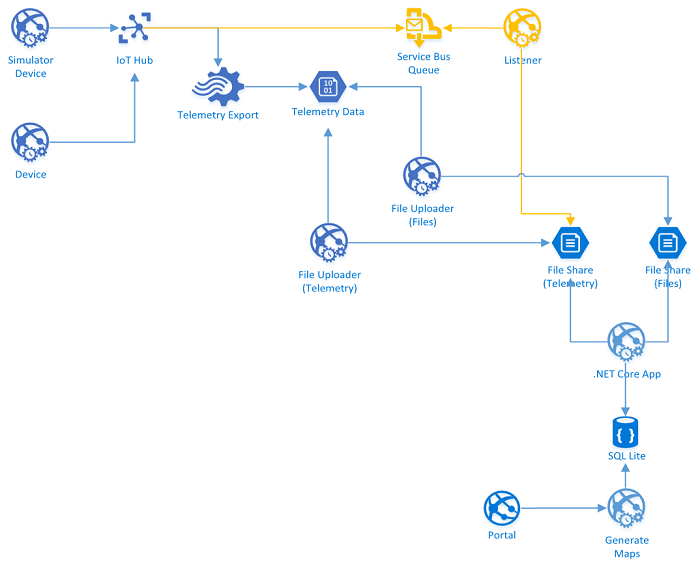 Simulator
Device
IoT Hub
Service Bus
Queue
Listener
Telemetry Export
10
01
Telemetry Data
Device
File Uploader
(Files)
File Uploader
(Telemetry)
File Share
(Telemetry)
File Share
(Files)
.NET Core App
{ }
SQL Lite
Portal
Generate
Maps